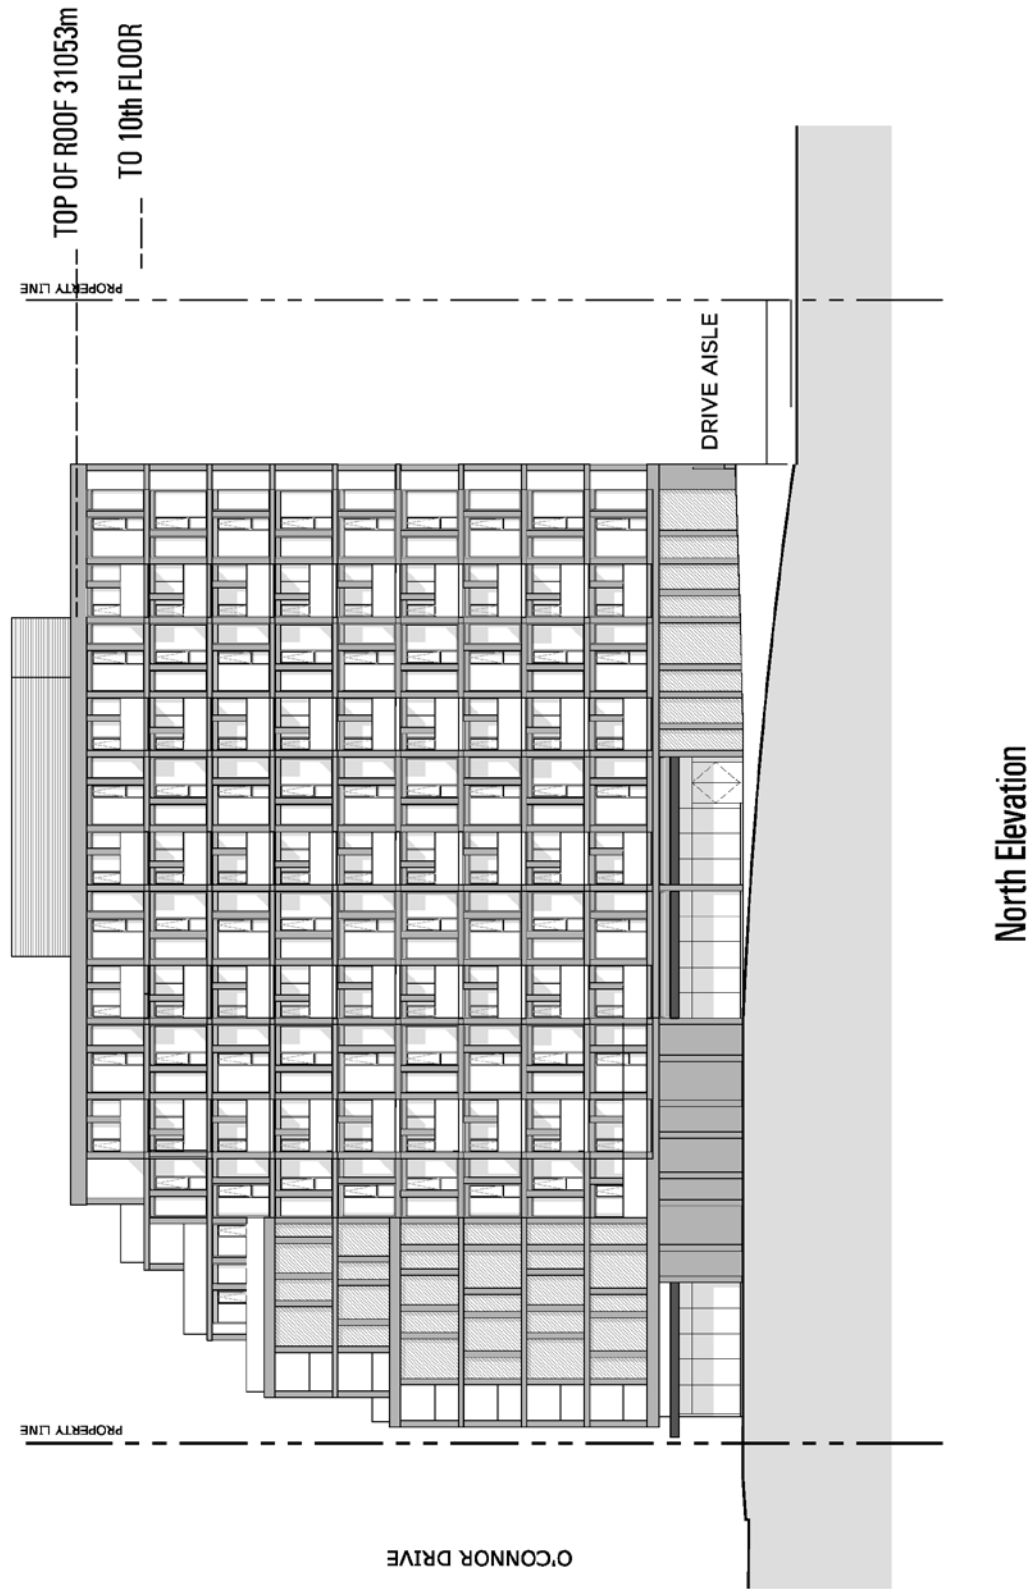 TOP OF ROOF 31053m
TO 10th FLOOR
PROPERTY LINE
DRIVE AISLE
PROPERTY LINE
O'CONNOR DRIVE
North Elevation